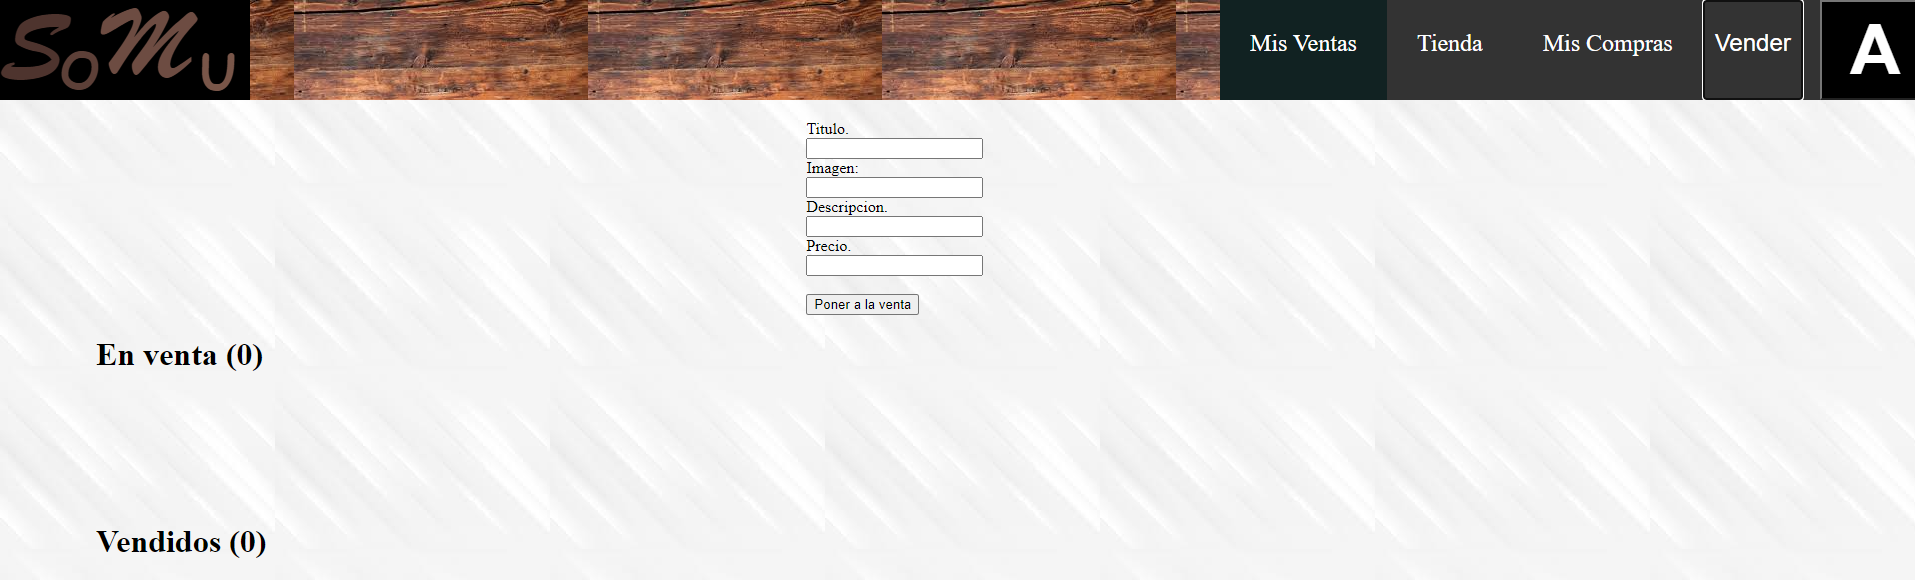 SoMu
Mis Ventas
Tienda
Mis Compras
Vender
A
Titulo.
Imagen:
Descripcion.
Precio.
Poner a la venta
En venta (0)
Vendidos (0)